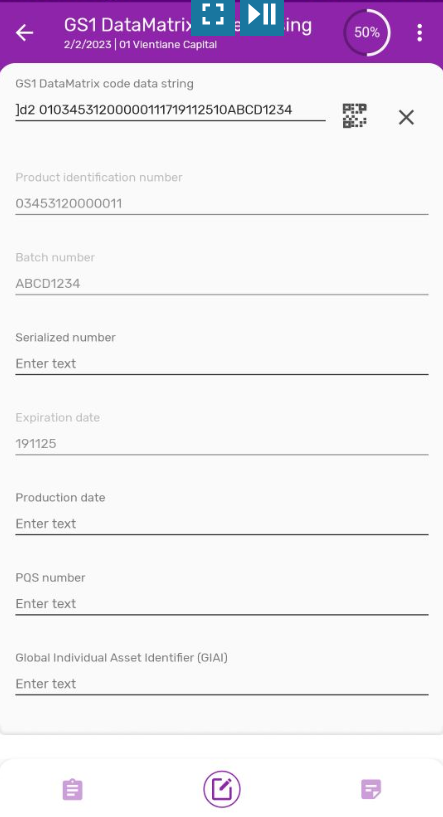 GS1 DataMatrix sing
50%
2/2/2023 | 01 Vientiane Capital
GS1 DataMatrix code data string
]d2 01034531200000111719112510ABCD1234
Product identification number
03453120000011
Batch number
ABCD1234
Serialized number
Enter text
Expiration date
191125
Production date
Enter text
PQS number
Enter text
Global Individual Asset Identifier (GIAI)
Enter text